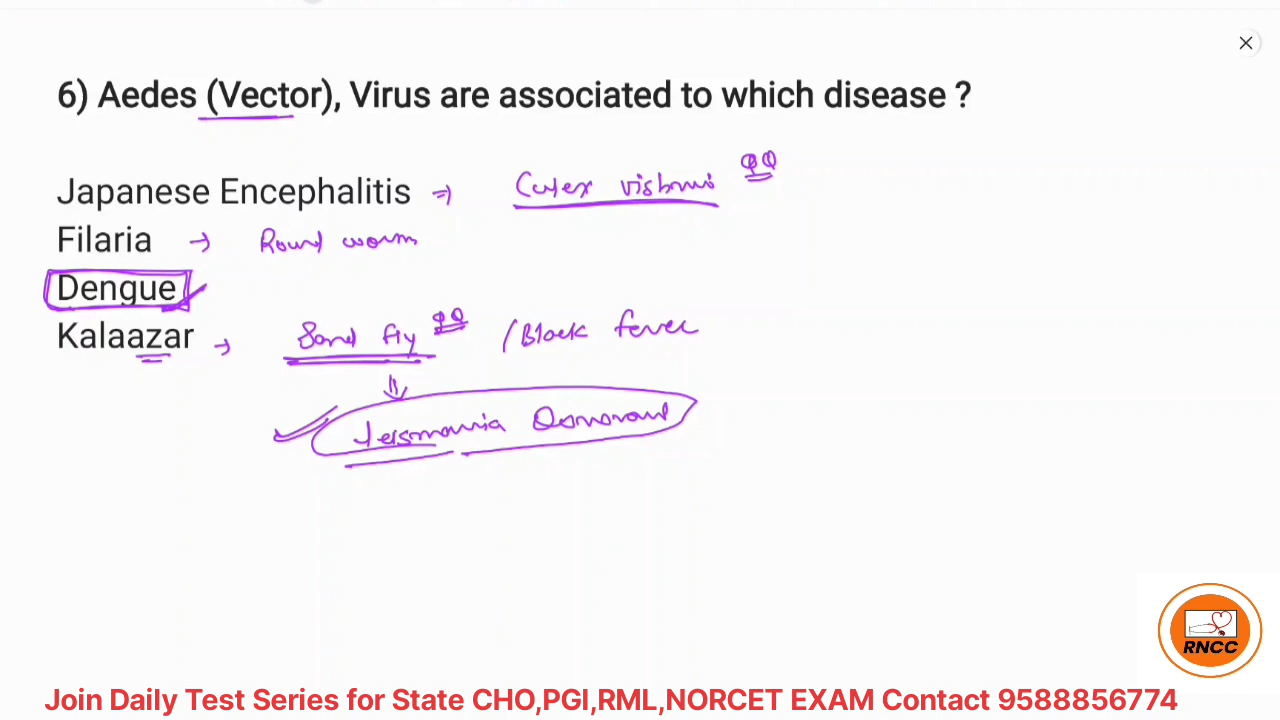 6) Aedes (Vector), Virus are associated to which disease ?
Japanese Encephalitis → Culex vishnui
Filaria → Round worm
Dengue
Kalaazar → Sand fly /Black fever
Leismania Donovani
RNCC
Join Daily Test Series for State CHO,PGI,RML,NORCET EXAM Contact 9588856774